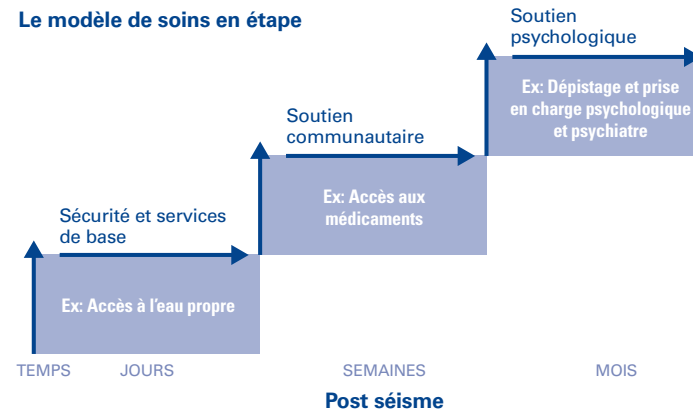 Le modèle de soins en étape
Soutien
psychologique
Ex: Dépistage et prise
en charge psychologique
et psychiatre
Soutien
communautaire
Ex: Accès aux
médicaments
Sécurité et services
de base
Ex: Accès à l'eau propre
TEMPS
JOURS
SEMAINES
MOIS
Post séisme